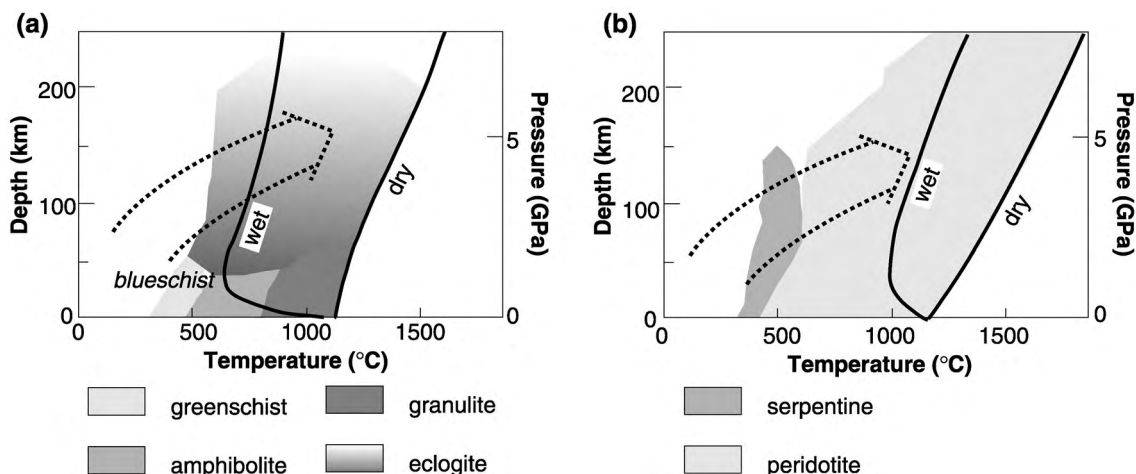 (a)
200
100
0
Depth (km)
wet
dry
blueschist
5
0
Pressure (GPa)
0
500
1000
1500
Temperature (°C)
greenschist
granulite
amphibolite
eclogite
(b)
200
100
0
Depth (km)
wet
dry
5
0
Pressure (GPa)
0
500
1000
1500
Temperature (°C)
serpentine
peridotite